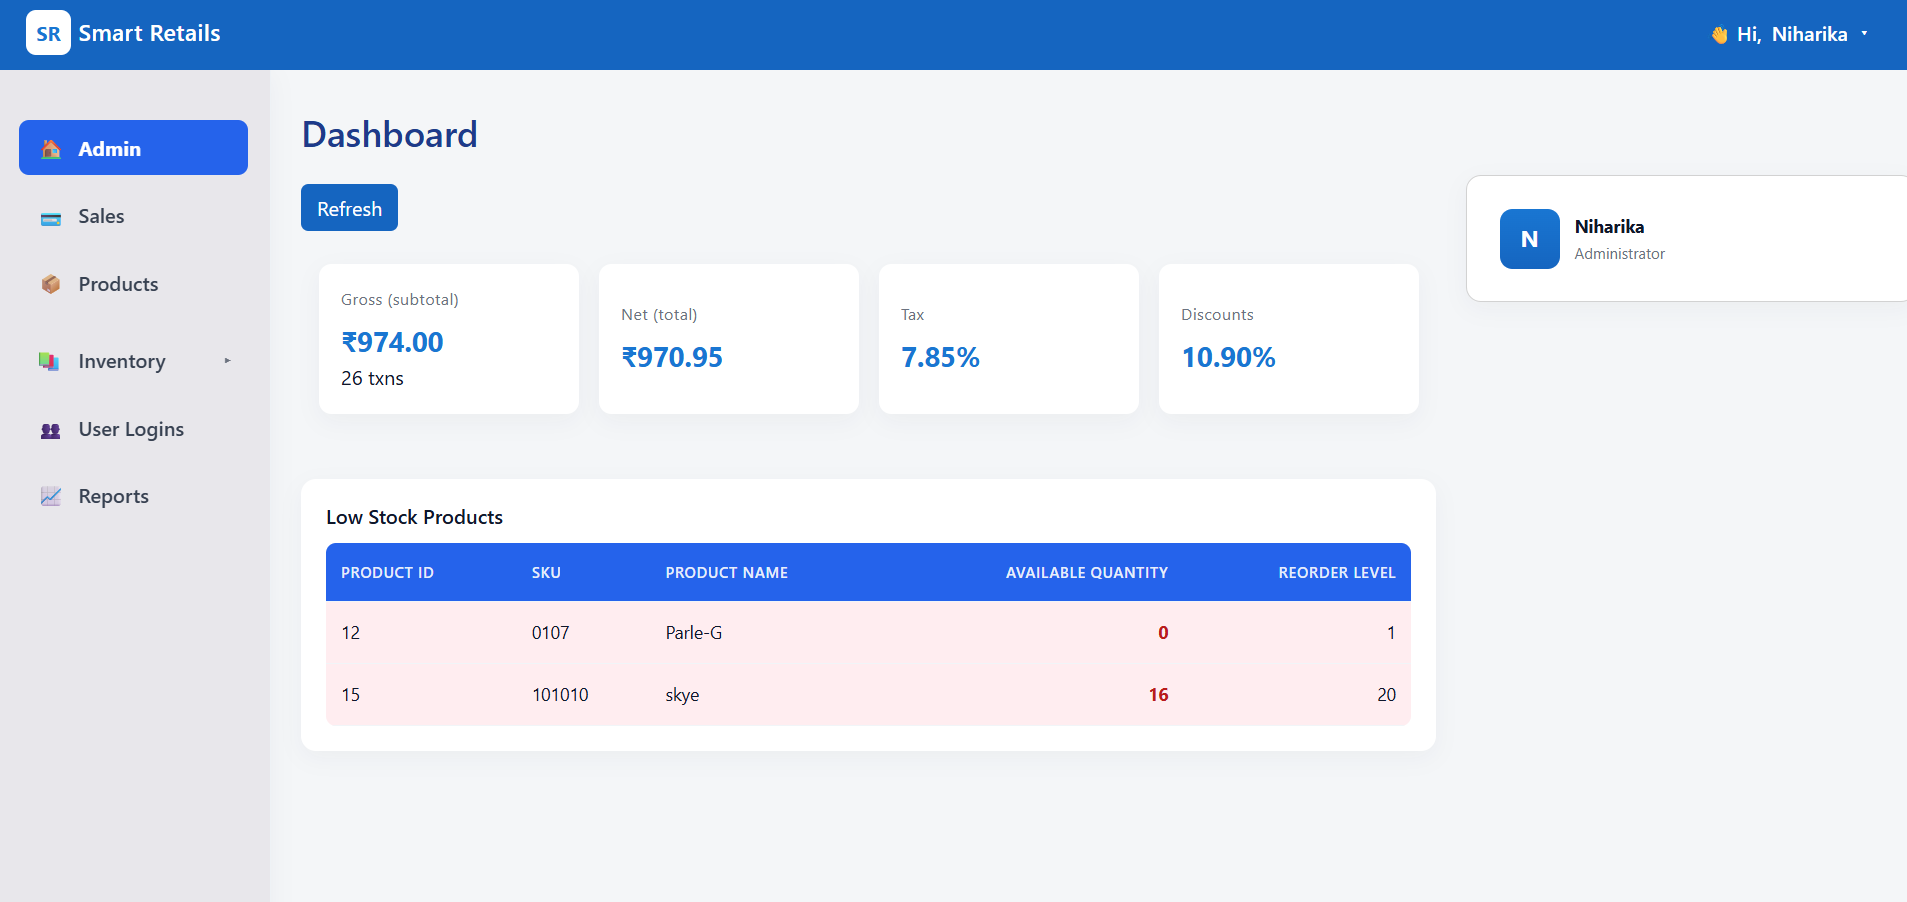 SR Smart Retails
👋 Hi, Niharika
Admin
Sales
Products
Inventory
User Logins
Reports
Dashboard
Refresh
Gross (subtotal)
₹974.00
26 txns
Net (total)
₹970.95
Tax
7.85%
Discounts
10.90%
N
Niharika
Administrator
Low Stock Products
PRODUCT ID SKU PRODUCT NAME AVAILABLE QUANTITY REORDER LEVEL
12 0107 Parle-G 0 1
15 101010 skye 16 20